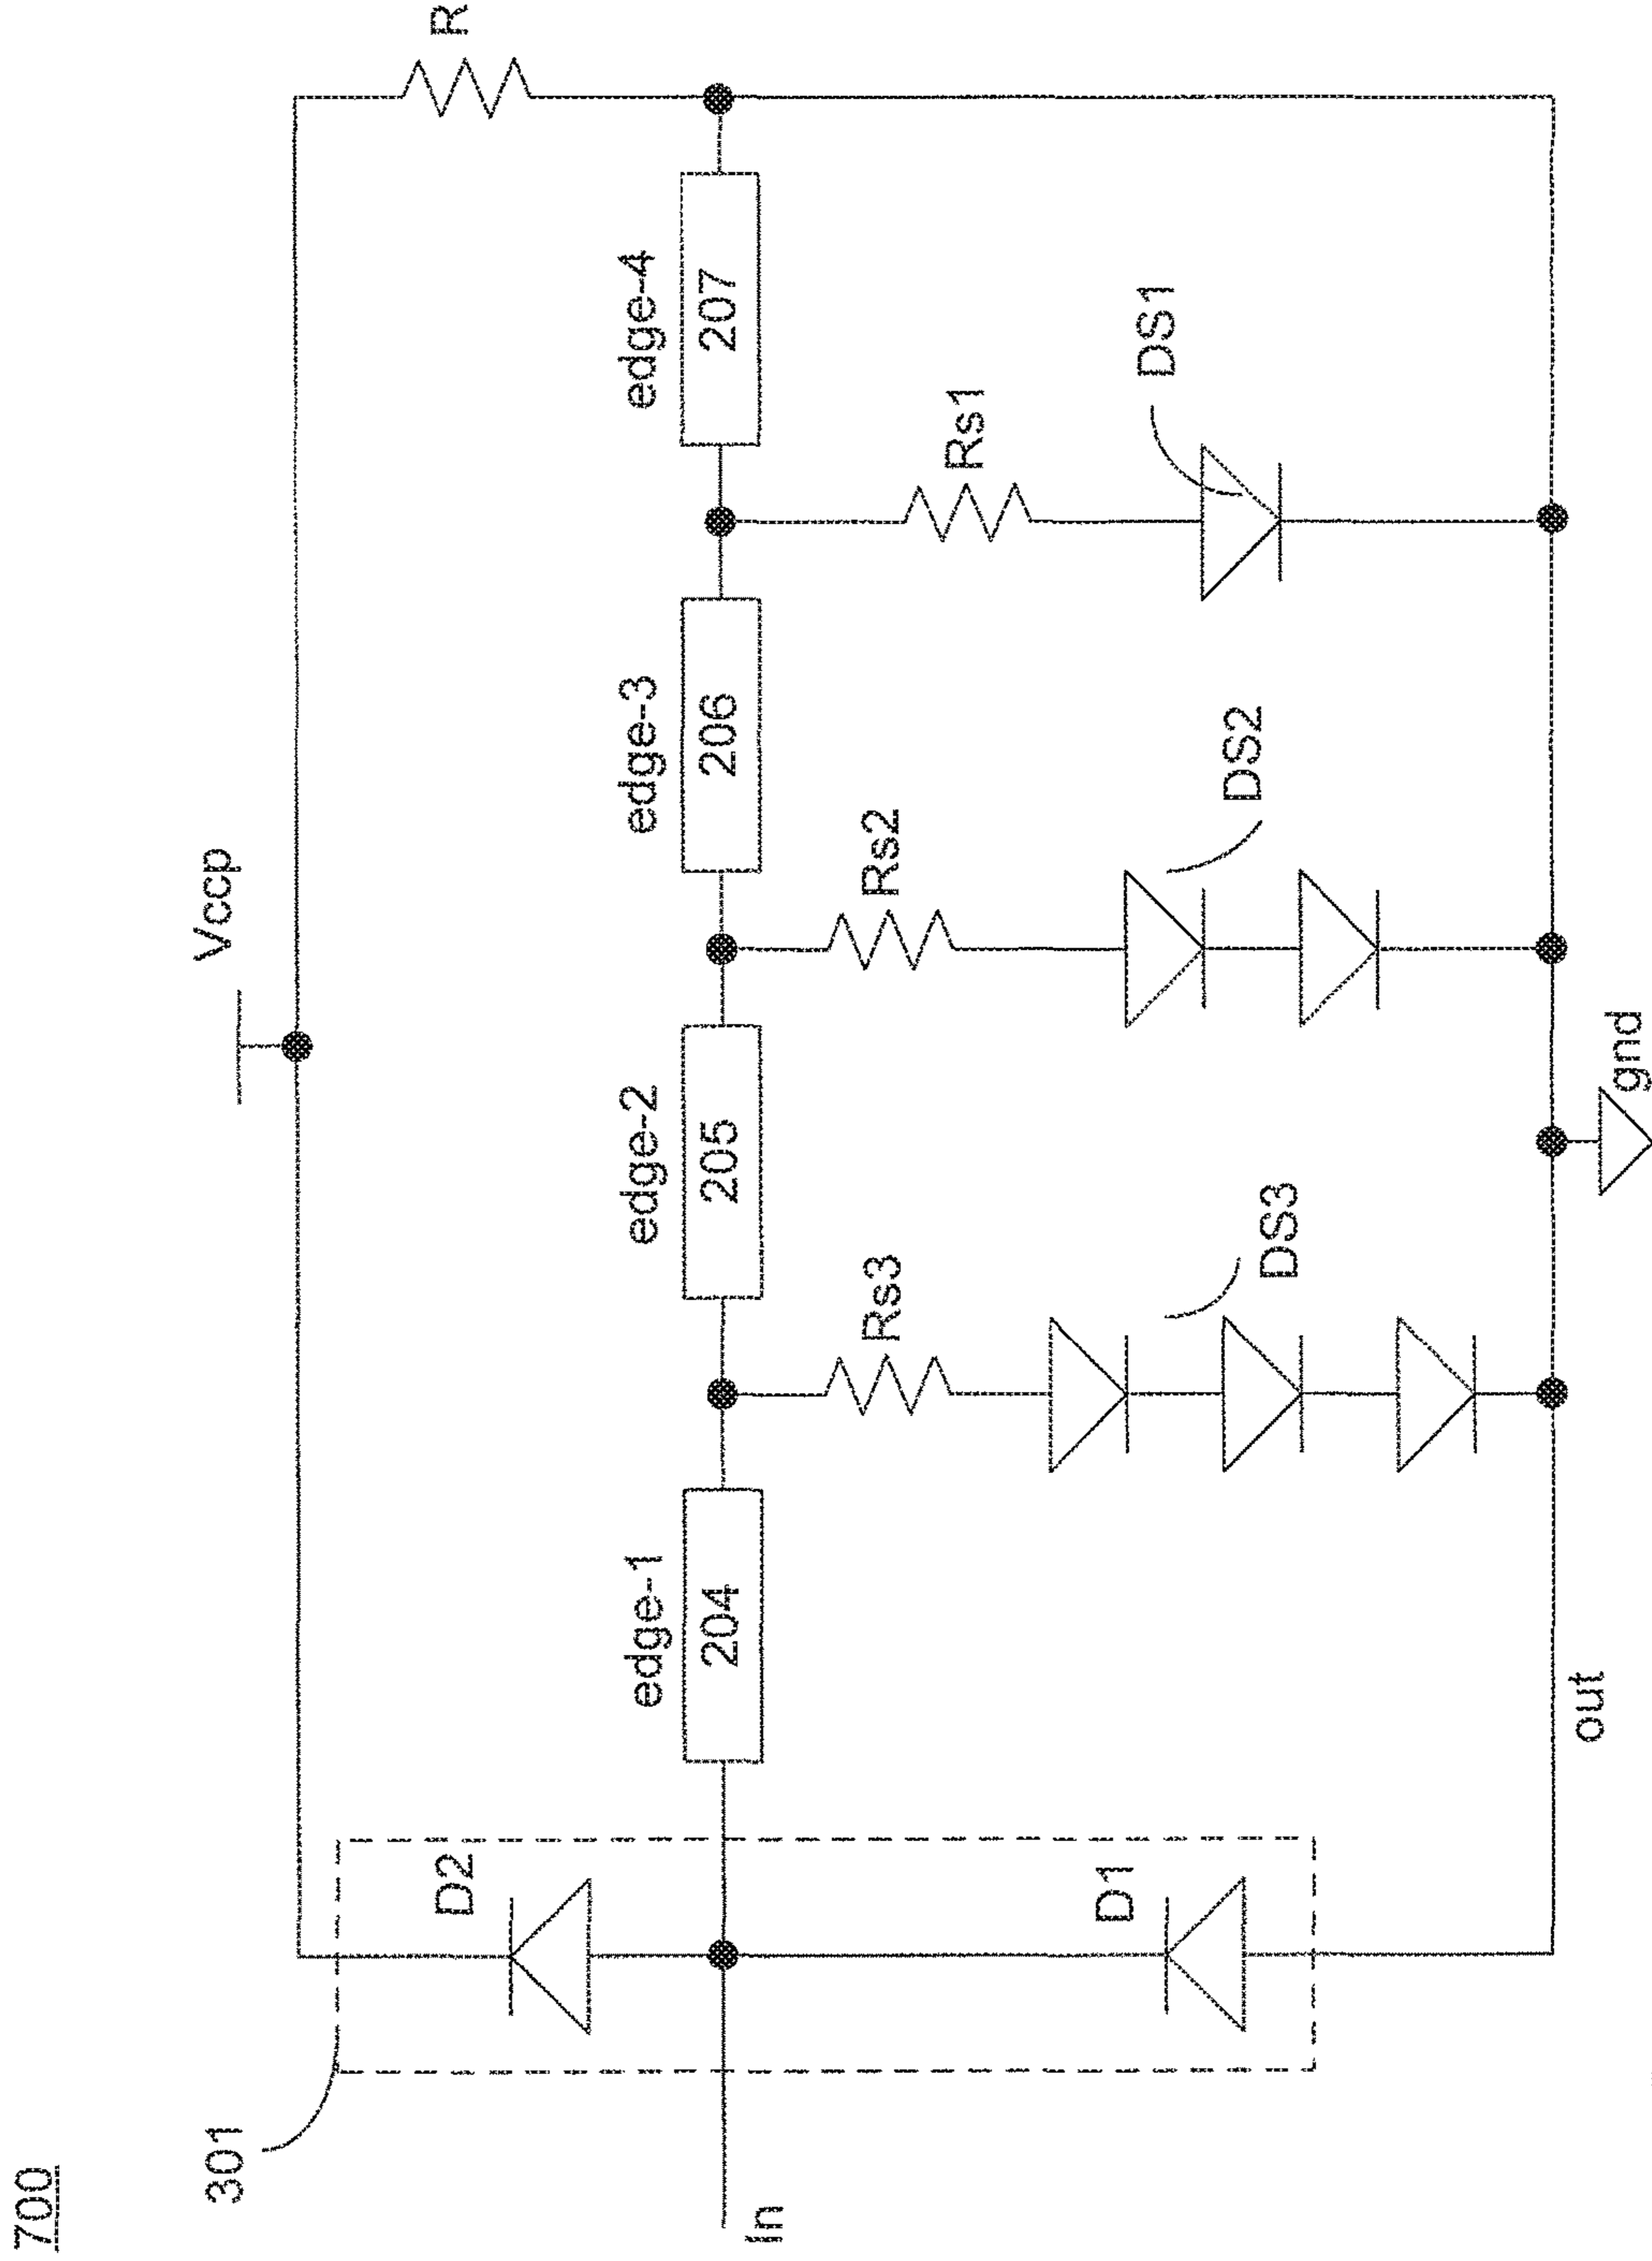 700
301
Vccp
R
D2
edge-1
edge-2
edge-3
edge-4
204
205
206
207
In
Rs3
Rs2
Rs1
D1
DS3
DS2
DS1
out
gnd